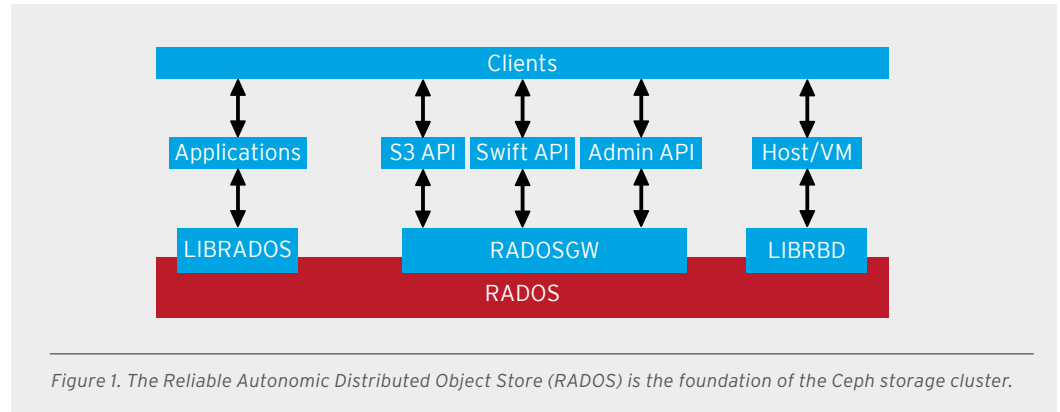 Clients
Applications
S3 API
Swift API
Admin API
Host/VM
LIBRADOS
RADOSGW
LIBRBD
RADOS
Figure 1. The Reliable Autonomic Distributed Object Store (RADOS) is the foundation of the Ceph storage cluster.